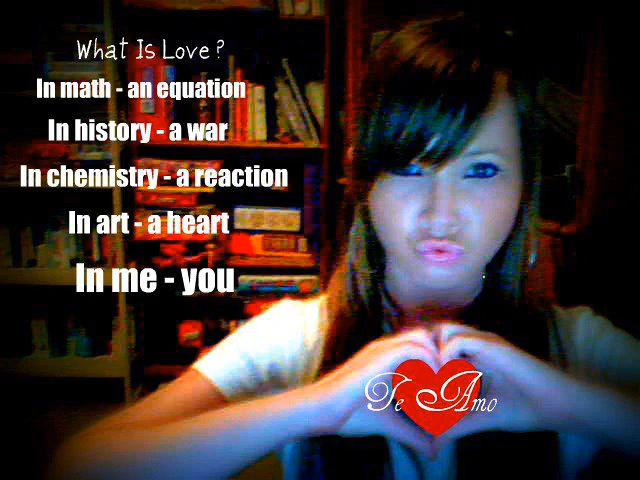 What Is Love ?
In math - an equation
In history - a war
In chemistry - a reaction
In art - a heart
In me - you
Te Amo